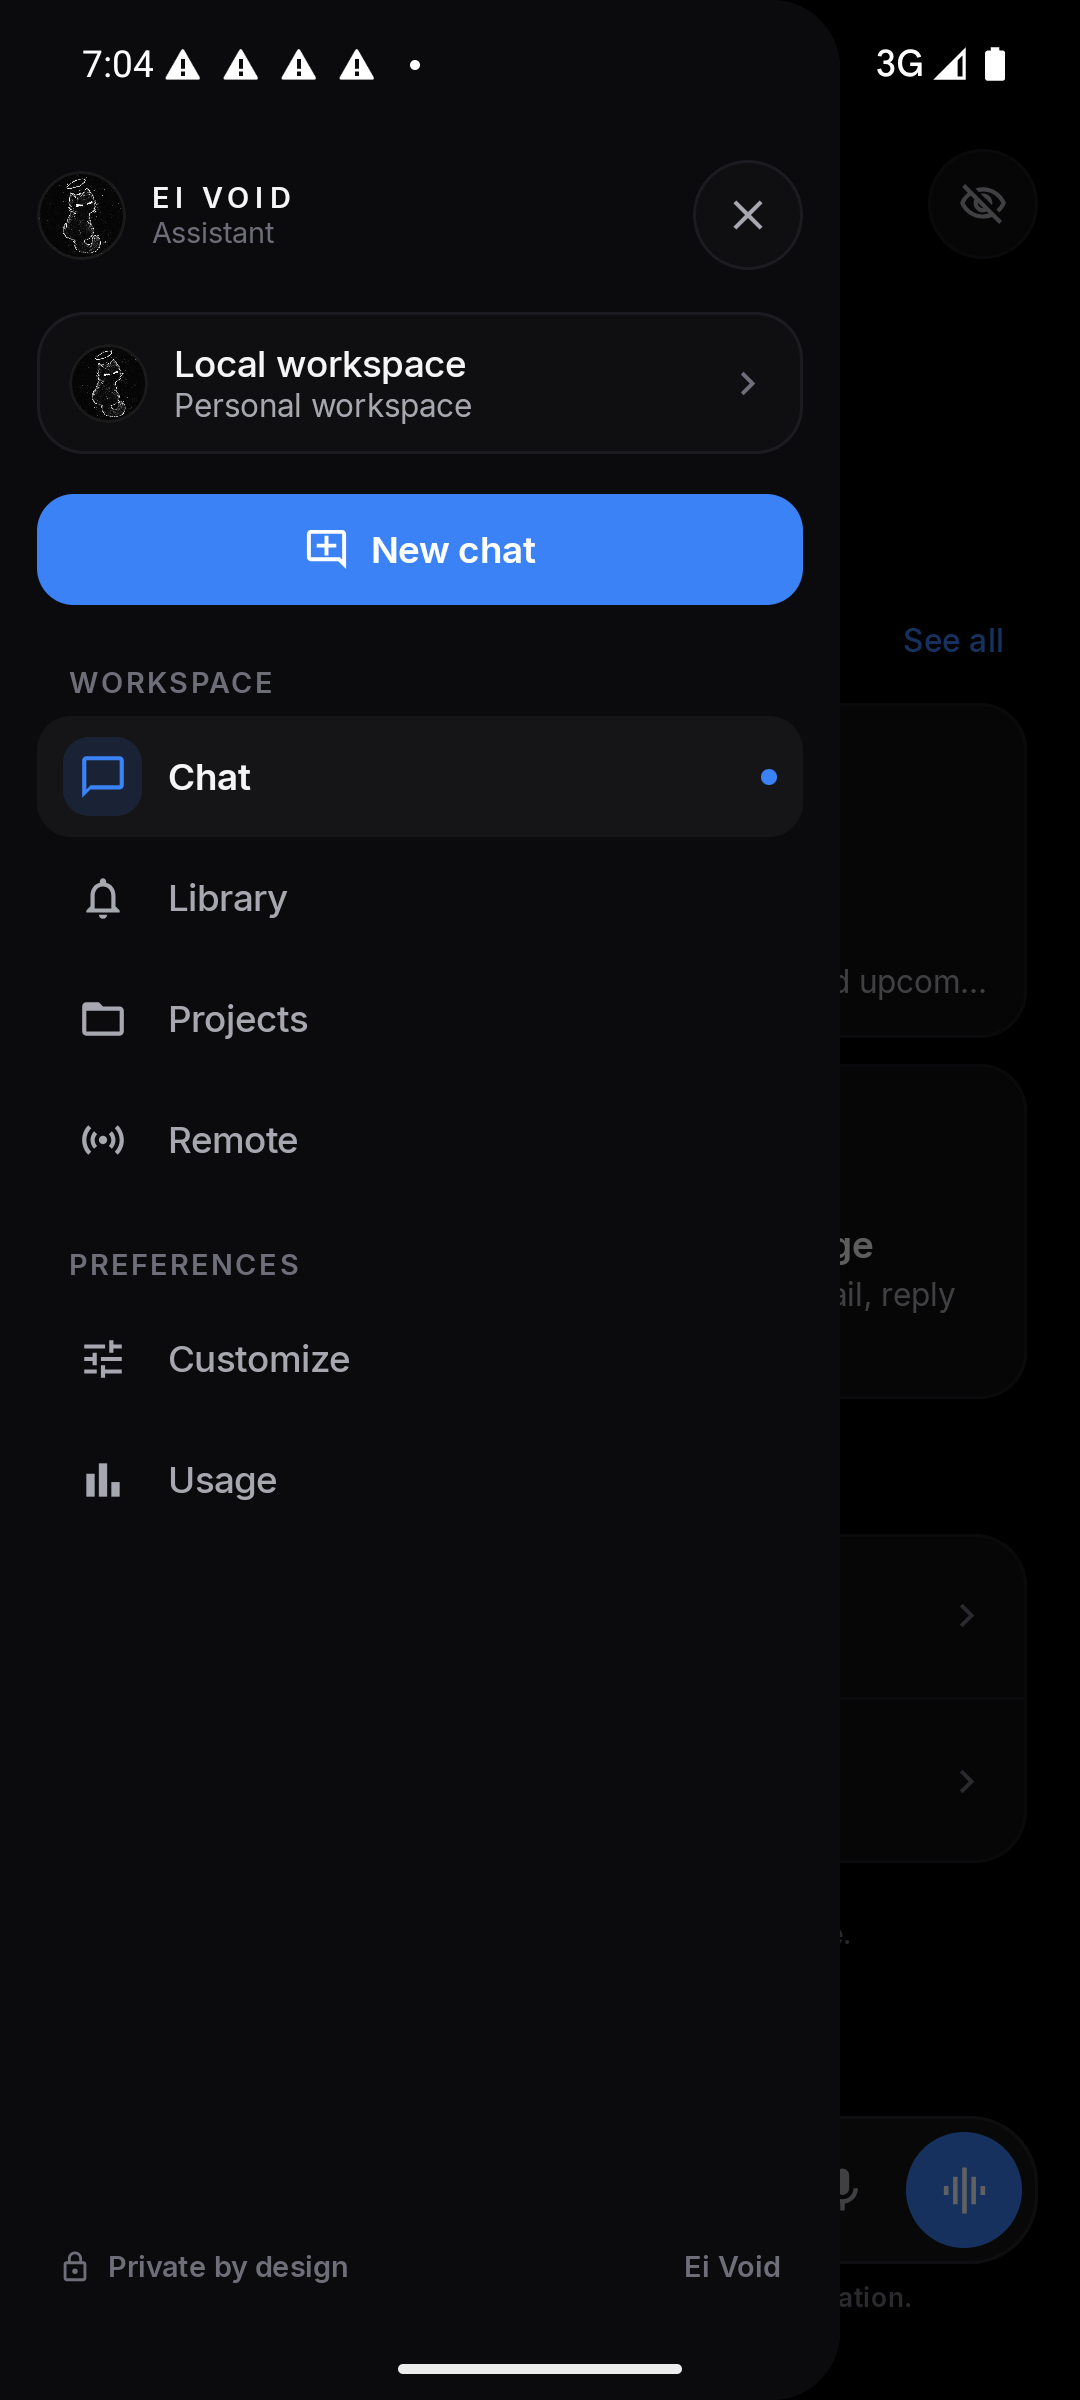 7:04
3G
EI VOID
Assistant
Local workspace
Personal workspace
New chat
See all
WORKSPACE
Chat
Library
d upcom...
Projects
Remote
ge
ail, reply
PREFERENCES
Customize
Usage
e.
Private by design
Ei Void
ation.